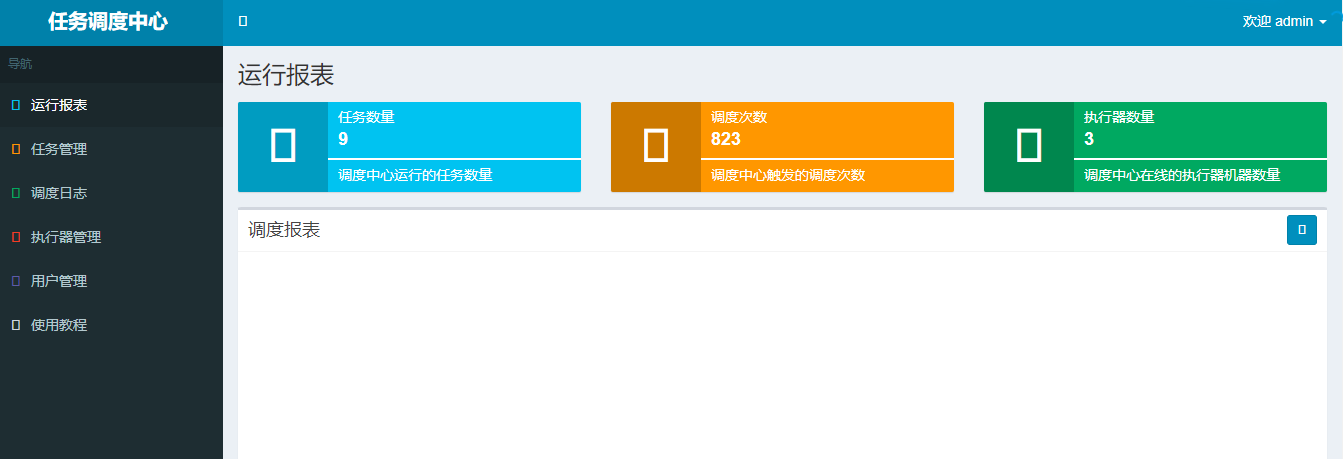 任务调度中心
欢迎 admin
导航
运行报表
任务管理
调度日志
执行器管理
用户管理
使用教程
运行报表
任务数量
9
调度中心运行的任务数量
调度次数
823
调度中心触发的调度次数
执行器数量
3
调度中心在线的执行器机器数量
调度报表